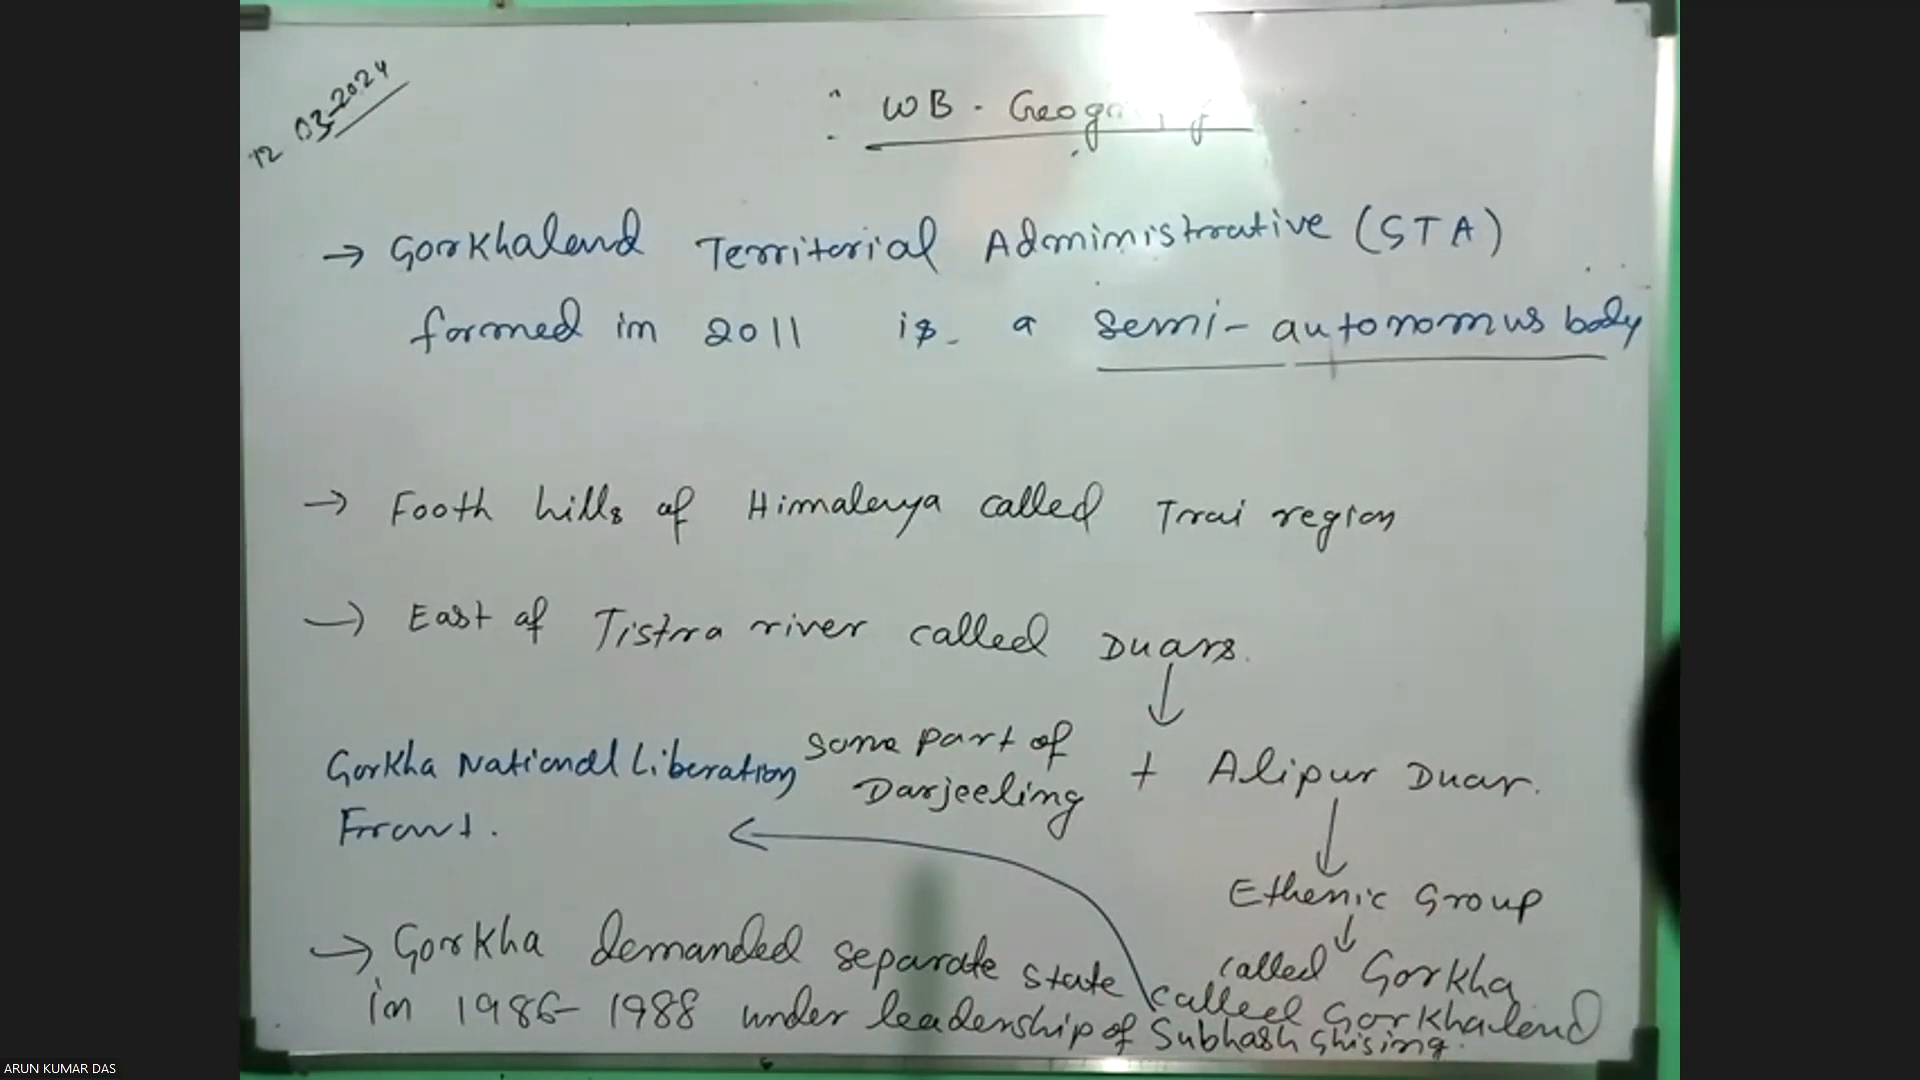 12 03-2024
WB - Geog
→ Gorkhaland Territorial Administrative (GTA)
formed in 2011 is a semi-autonomus body
→ Footh hills of Himalaya called Trai region
→ East of Tistra river called Duars.
↓
Some part of Darjeeling + Alipur Duar.
↓
Ethenic Group
↓
called Gorkha
Gorkha National Liberation
Front.
→ Gorkha demanded separate state called Gorkhaland
in 1986-1988 under leadership of Subhash Ghising.
ARUN KUMAR DAS